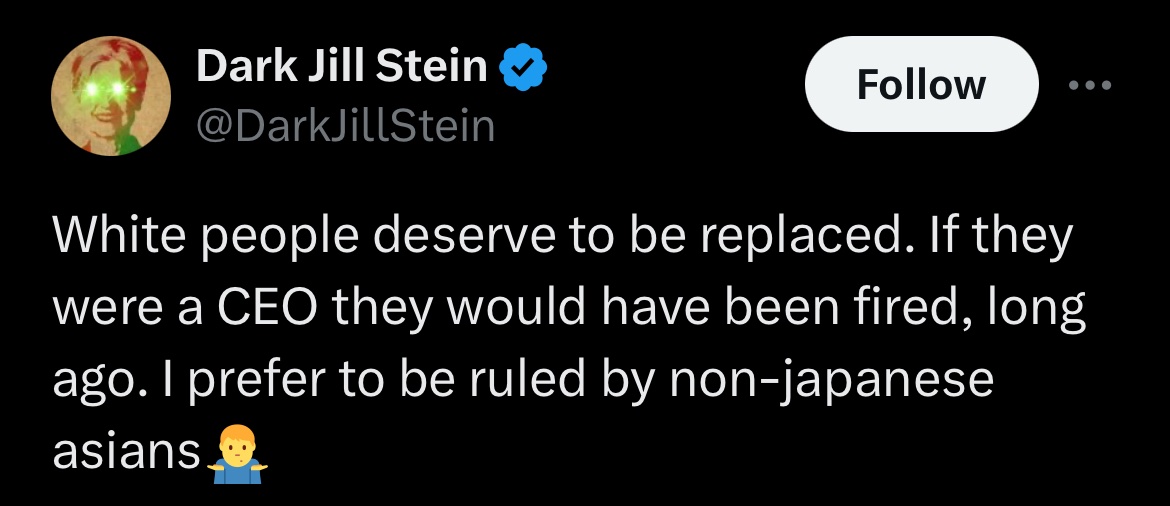 Dark Jill Stein
@DarkJillStein
Follow
White people deserve to be replaced. If they
were a CEO they would have been fired, long
ago. I prefer to be ruled by non-japanese
asians🤷‍♂️